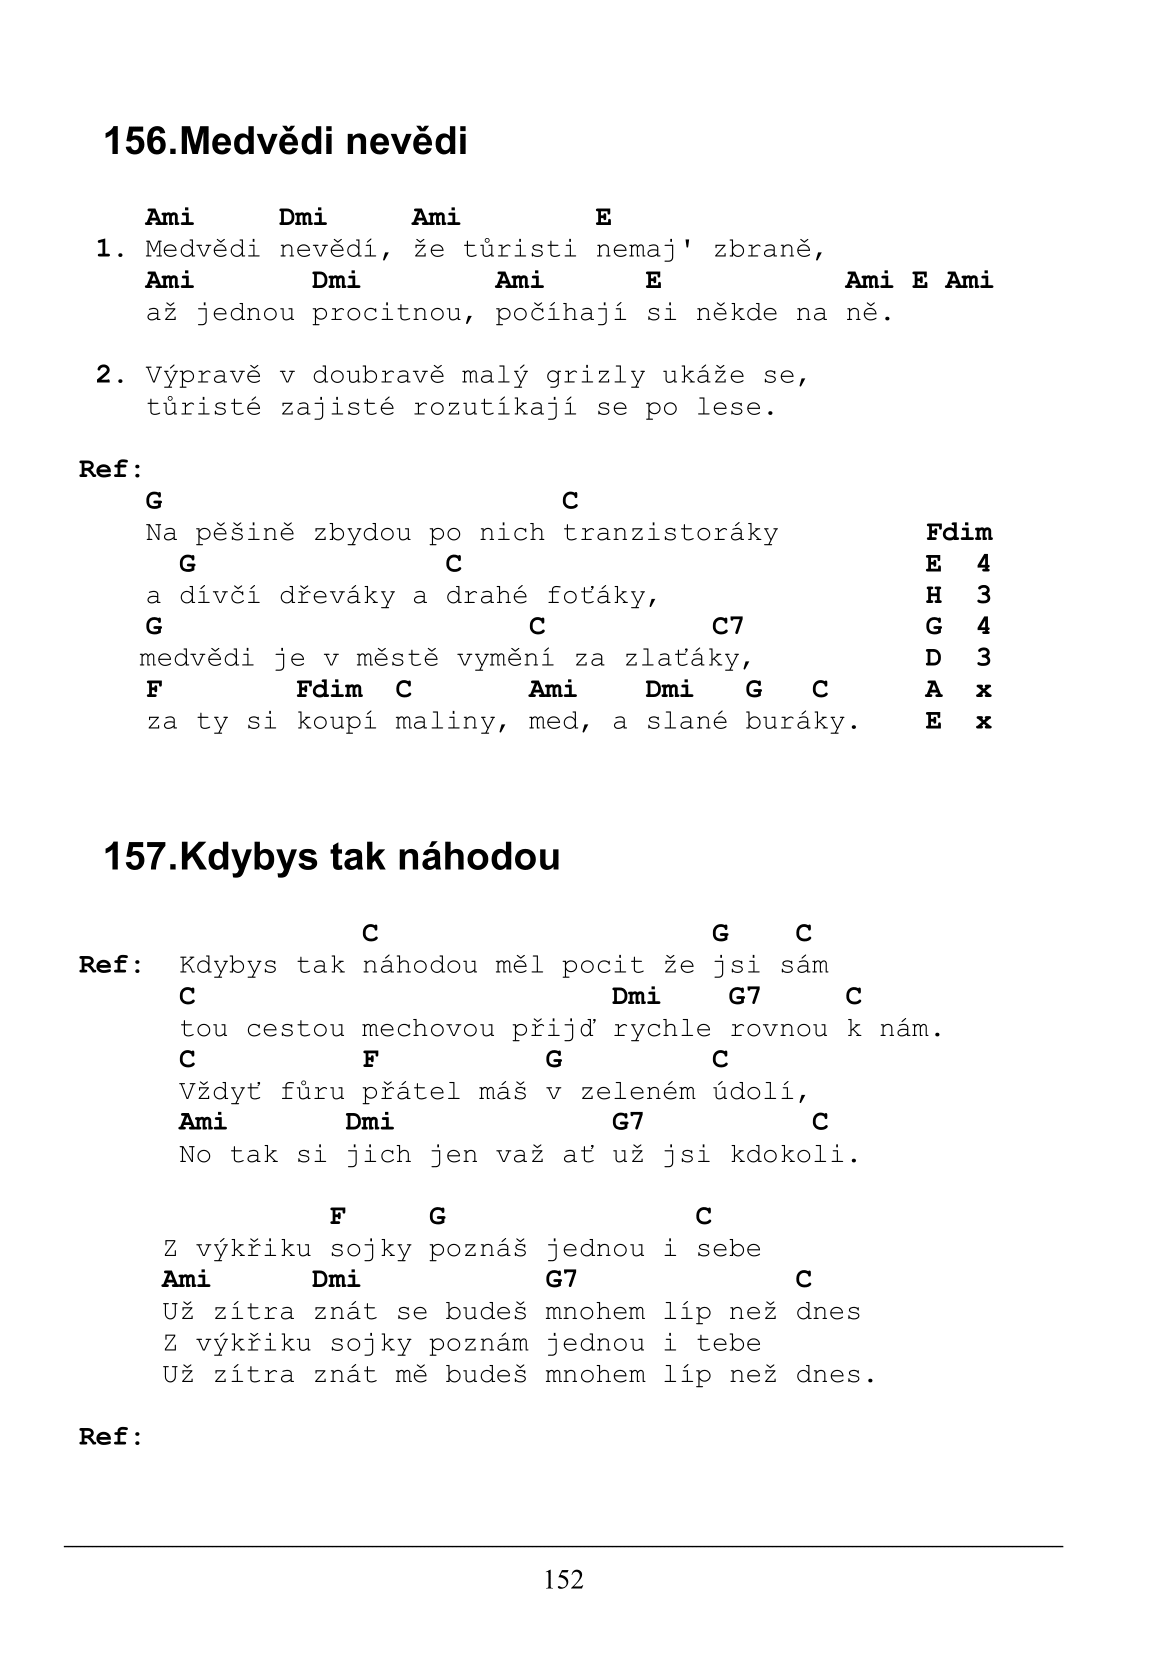 156.Medvědi nevědi
Ami Dmi Ami E
1. Medvědi nevědí, že tůristi nemaj' zbraně,
Ami Dmi Ami E Ami E Ami
až jednou procitnou, počíhají si někde na ně.
2. Výpravě v doubravě malý grizly ukáže se,
tůristé zajisté rozutíkají se po lese.
Ref:
G C
Na pěšině zbydou po nich tranzistoráky Fdim
G C E 4
a dívčí dřeváky a drahé foťáky, H 3
G C C7 G 4
medvědi je v městě vymění za zlaťáky, D 3
F Fdim C Ami Dmi G C A x
za ty si koupí maliny, med, a slané buráky. E x
157.Kdybys tak náhodou
C G C
Ref: Kdybys tak náhodou měl pocit že jsi sám
C Dmi G7 C
tou cestou mechovou přijď rychle rovnou k nám.
C F G C
Vždyť fůru přátel máš v zeleném údolí,
Ami Dmi G7 C
No tak si jich jen važ ať už jsi kdokoli.
F G C
Z výkřiku sojky poznáš jednou i sebe
Ami Dmi G7 C
Už zítra znát se budeš mnohem líp než dnes
Z výkřiku sojky poznám jednou i tebe
Už zítra znát mě budeš mnohem líp než dnes.
Ref:
152